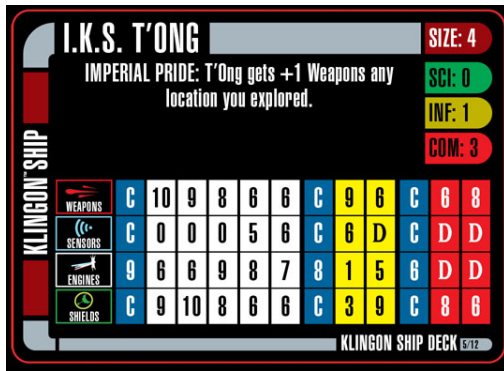 I.K.S. T'ONG
SIZE: 4
IMPERIAL PRIDE: T'Ong gets +1 Weapons any
location you explored.
SCI: 0
INF: 1
COM: 3
KLINGON™ SHIP
WEAPONS C 10 9 8 6 6 C 9 6 C 6 8
SENSORS C 0 0 0 5 6 C 6 D C D D
ENGINES 9 6 6 9 8 7 8 1 5 6 D D
SHIELDS C 9 10 8 6 6 C 3 9 C 8 6
KLINGON SHIP DECK 5/12